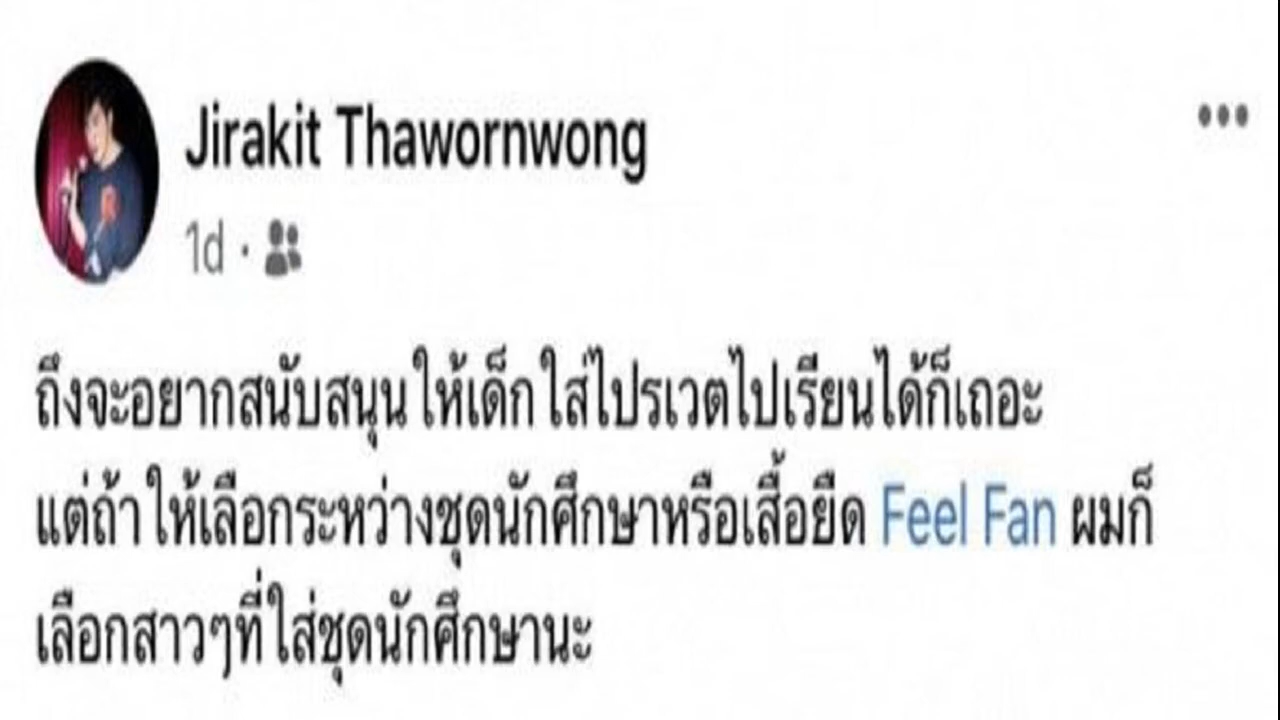 Jirakit Thawornwong
1d ·
ถึงจะอยากสนับสนุนให้เด็กใส่ไปรเวตไปเรียนได้ก็เถอะ
แต่ถ้าให้เลือกระหว่างชุดนักศึกษาหรือเสื้อยืด Feel Fan ผมก็
เลือกสาวๆที่ใส่ชุดนักศึกษานะ